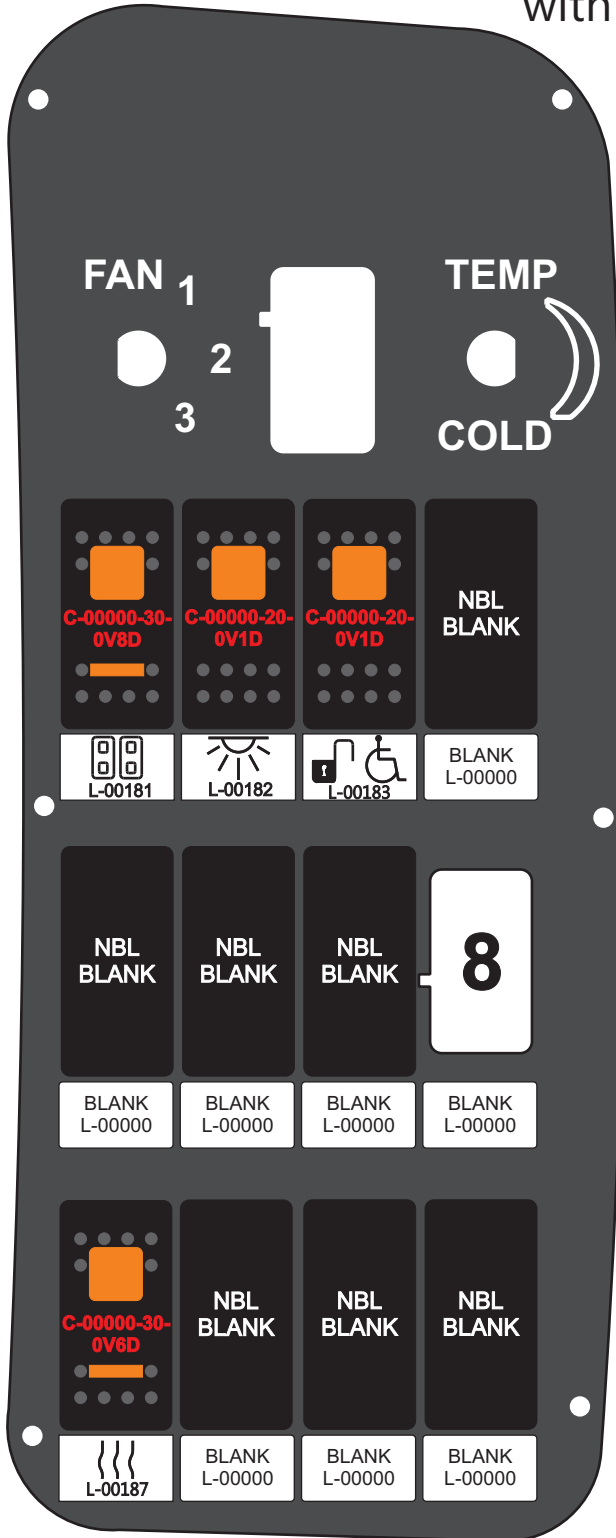 with
FAN 1 TEMP
2
3
COLD
C-00000-30-
0V8D
C-00000-20-
0V1D
C-00000-20-
0V1D
NBL
BLANK
L-00181
L-00182
L-00183
BLANK
L-00000
NBL
BLANK
NBL
BLANK
NBL
BLANK
8
BLANK
L-00000
BLANK
L-00000
BLANK
L-00000
BLANK
L-00000
C-00000-30-
0V6D
NBL
BLANK
NBL
BLANK
NBL
BLANK
L-00187
BLANK
L-00000
BLANK
L-00000
BLANK
L-00000